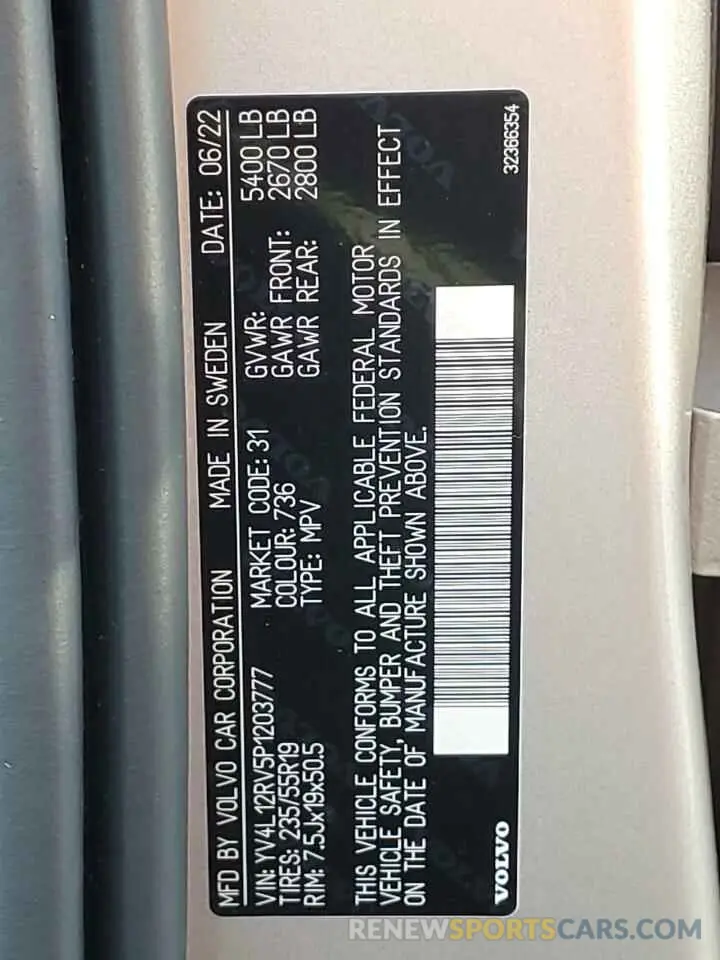 MFD BY VOLVO CAR CORPORATION MADE IN SWEDEN DATE: 06/22
VIN: YV4L12RV5P1203777 MARKET CODE: 31 GVWR: 5400 LB
TIRES: 235/55R19 COLOUR: 736 GAWR FRONT: 2670 LB
RIM: 7.5Jx19x50.5 TYPE: MPV GAWR REAR: 2800 LB
THIS VEHICLE CONFORMS TO ALL APPLICABLE FEDERAL MOTOR
VEHICLE SAFETY, BUMPER AND THEFT PREVENTION STANDARDS IN EFFECT
ON THE DATE OF MANUFACTURE SHOWN ABOVE.
VOLVO 32366354
RENEWSPORTSCARS.COM